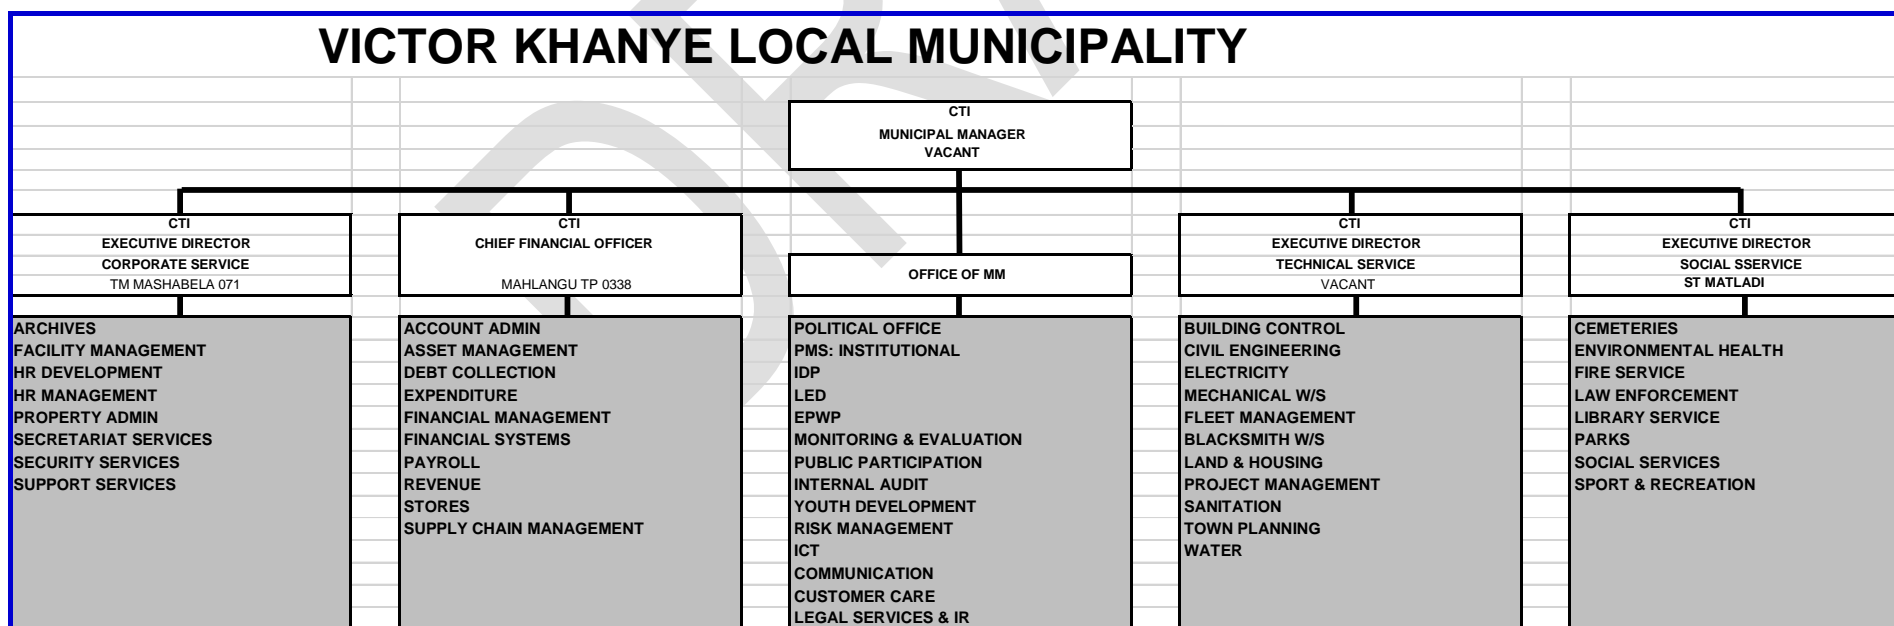 VICTOR KHANYE LOCAL MUNICIPALITY
CTI
MUNICIPAL MANAGER
VACANT
CTI
EXECUTIVE DIRECTOR
CORPORATE SERVICE
TM MASHABELA 071
CTI
CHIEF FINANCIAL OFFICER
MAHLANGU TP 0338
OFFICE OF MM
CTI
EXECUTIVE DIRECTOR
TECHNICAL SERVICE
VACANT
CTI
EXECUTIVE DIRECTOR
SOCIAL SSERVICE
ST MATLADI
ARCHIVES
FACILITY MANAGEMENT
HR DEVELOPMENT
HR MANAGEMENT
PROPERTY ADMIN
SECRETARIAT SERVICES
SECURITY SERVICES
SUPPORT SERVICES
ACCOUNT ADMIN
ASSET MANAGEMENT
DEBT COLLECTION
EXPENDITURE
FINANCIAL MANAGEMENT
FINANCIAL SYSTEMS
PAYROLL
REVENUE
STORES
SUPPLY CHAIN MANAGEMENT
POLITICAL OFFICE
PMS: INSTITUTIONAL
IDP
LED
EPWP
MONITORING & EVALUATION
PUBLIC PARTICIPATION
INTERNAL AUDIT
YOUTH DEVELOPMENT
RISK MANAGEMENT
ICT
COMMUNICATION
CUSTOMER CARE
LEGAL SERVICES & IR
BUILDING CONTROL
CIVIL ENGINEERING
ELECTRICITY
MECHANICAL W/S
FLEET MANAGEMENT
BLACKSMITH W/S
LAND & HOUSING
PROJECT MANAGEMENT
SANITATION
TOWN PLANNING
WATER
CEMETERIES
ENVIRONMENTAL HEALTH
FIRE SERVICE
LAW ENFORCEMENT
LIBRARY SERVICE
PARKS
SOCIAL SERVICES
SPORT & RECREATION